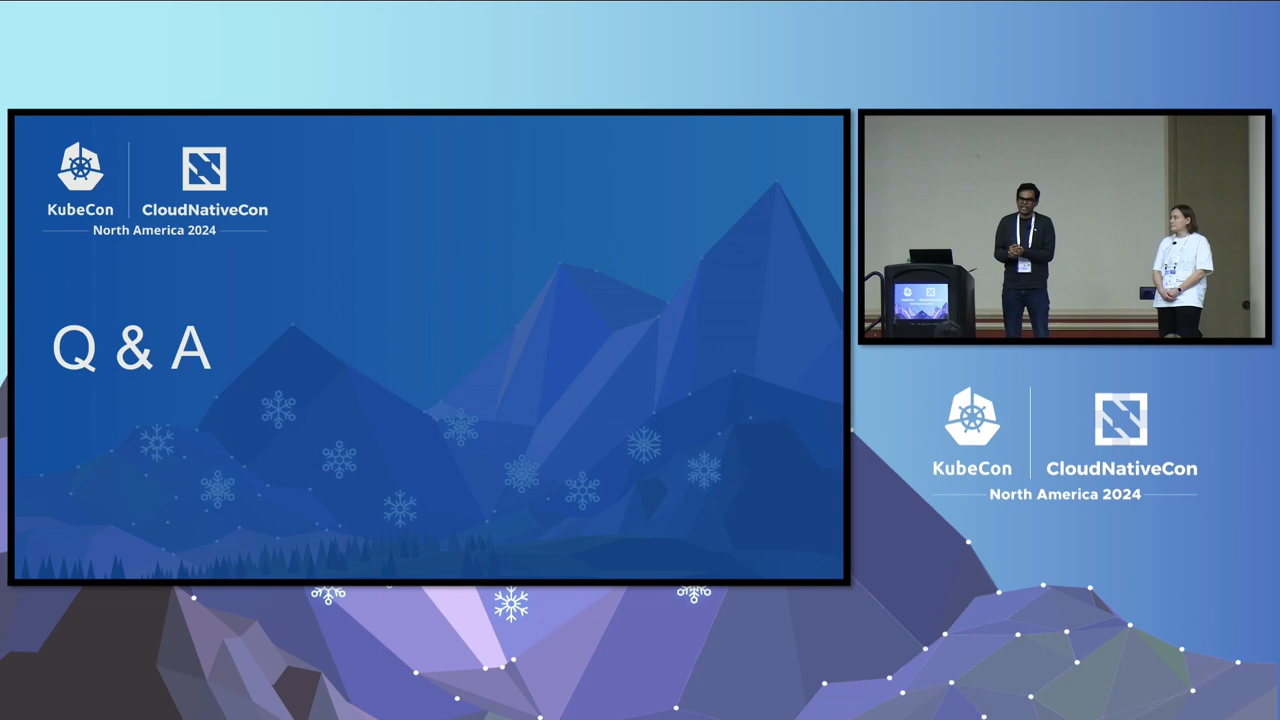 KubeCon
CloudNativeCon
North America 2024
Q & A
KubeCon
CloudNativeCon
North America 2024